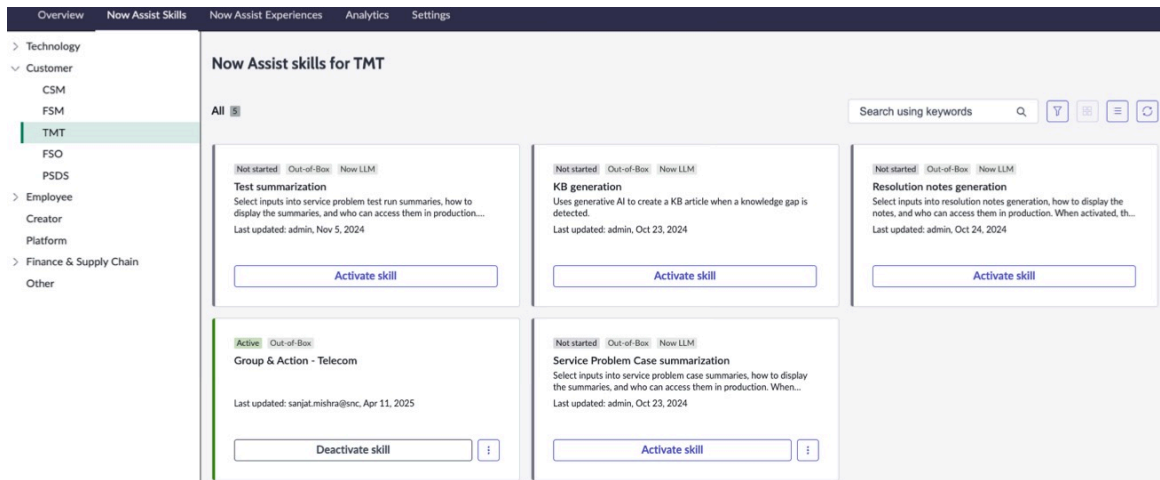 Overview Now Assist Skills Now Assist Experiences Analytics Settings
Technology
Customer
CSM
FSM
TMT
FSO
PSDS
Employee
Creator
Platform
Finance & Supply Chain
Other
Now Assist skills for TMT
All 5
Search using keywords
Not started Out-of-Box Now LLM
Test summarization
Select inputs into service problem test run summaries, how to
display the summaries, and who can access them in production....
Last updated: admin, Nov 5, 2024
Activate skill
Not started Out-of-Box Now LLM
KB generation
Uses generative AI to create a KB article when a knowledge gap is
detected.
Last updated: admin, Oct 23, 2024
Activate skill
Not started Out-of-Box Now LLM
Resolution notes generation
Select inputs into resolution notes generation, how to display the
notes, and who can access them in production. When activated, th...
Last updated: admin, Oct 24, 2024
Activate skill
Active Out-of-Box
Group & Action - Telecom
Last updated: sanjat.mishra@snc, Apr 11, 2025
Deactivate skill
Not started Out-of-Box Now LLM
Service Problem Case summarization
Select inputs into service problem case summaries, how to display
the summaries, and who can access them in production. When...
Last updated: admin, Oct 23, 2024
Activate skill